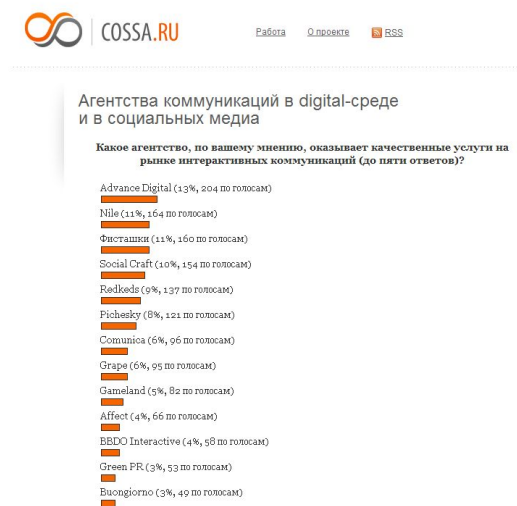 COSSA.RU
Работа О проекте RSS
Агентства коммуникаций в digital-среде
и в социальных медиа
Какое агентство, по вашему мнению, оказывает качественные услуги на
рынке интерактивных коммуникаций (до пяти ответов)?
Advance Digital (13%, 204 по голосам)
Nile (11%, 164 по голосам)
Фисташки (11%, 160 по голосам)
Social Craft (10%, 154 по голосам)
Redkeds (9%, 137 по голосам)
Pichesky (8%, 121 по голосам)
Comunica (6%, 96 по голосам)
Grape (6%, 95 по голосам)
Gameland (5%, 82 по голосам)
Affect (4%, 66 по голосам)
BBDO Interactive (4%, 58 по голосам)
Green PR (3%, 53 по голосам)
Buongiorno (3%, 49 по голосам)